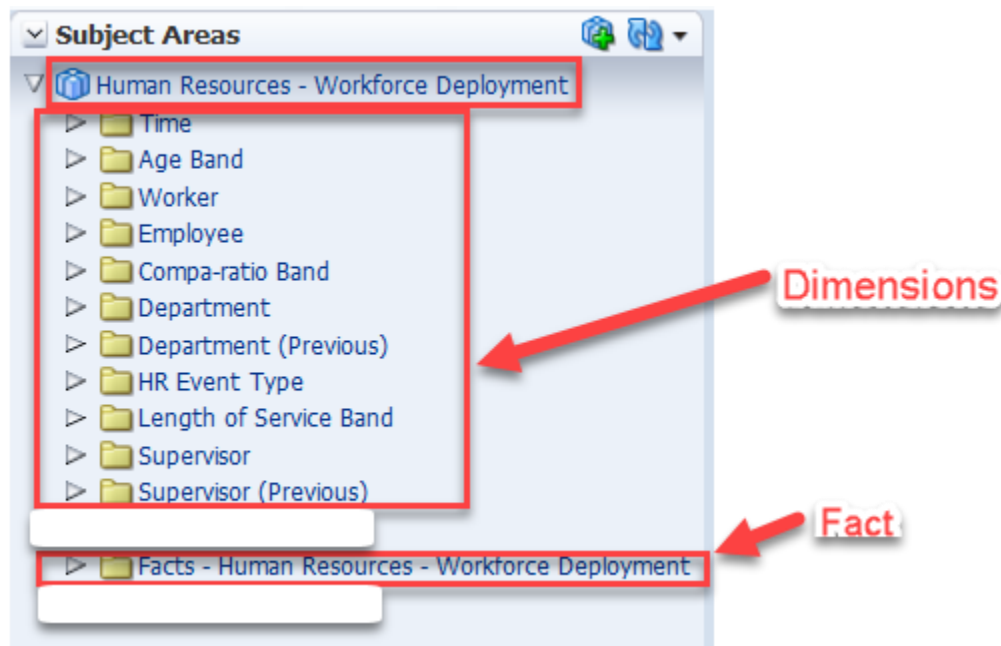 Subject Areas
Human Resources - Workforce Deployment
Time
Age Band
Worker
Employee
Compa-ratio Band
Department
Dimensions
Department (Previous)
HR Event Type
Length of Service Band
Supervisor
Supervisor (Previous)
Fact
Facts - Human Resources - Workforce Deployment